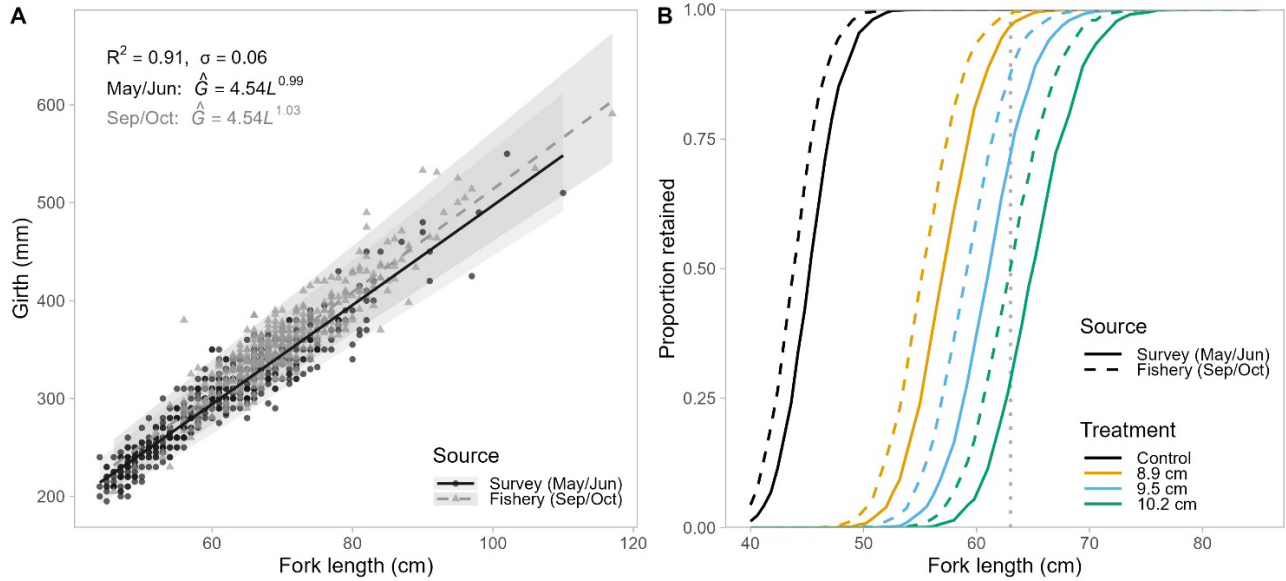 A
R² = 0.91, σ = 0.06
May/Jun: Ĝ = 4.54L^0.99
Sep/Oct: Ĝ = 4.54L^1.03
600
500
400
300
200
Girth (mm)
Source
Survey (May/Jun)
Fishery (Sep/Oct)
60
80
100
120
Fork length (cm)
B
1.00
0.75
0.50
0.25
0.00
Proportion retained
Source
Survey (May/Jun)
Fishery (Sep/Oct)
Treatment
Control
8.9 cm
9.5 cm
10.2 cm
40
50
60
70
80
Fork length (cm)